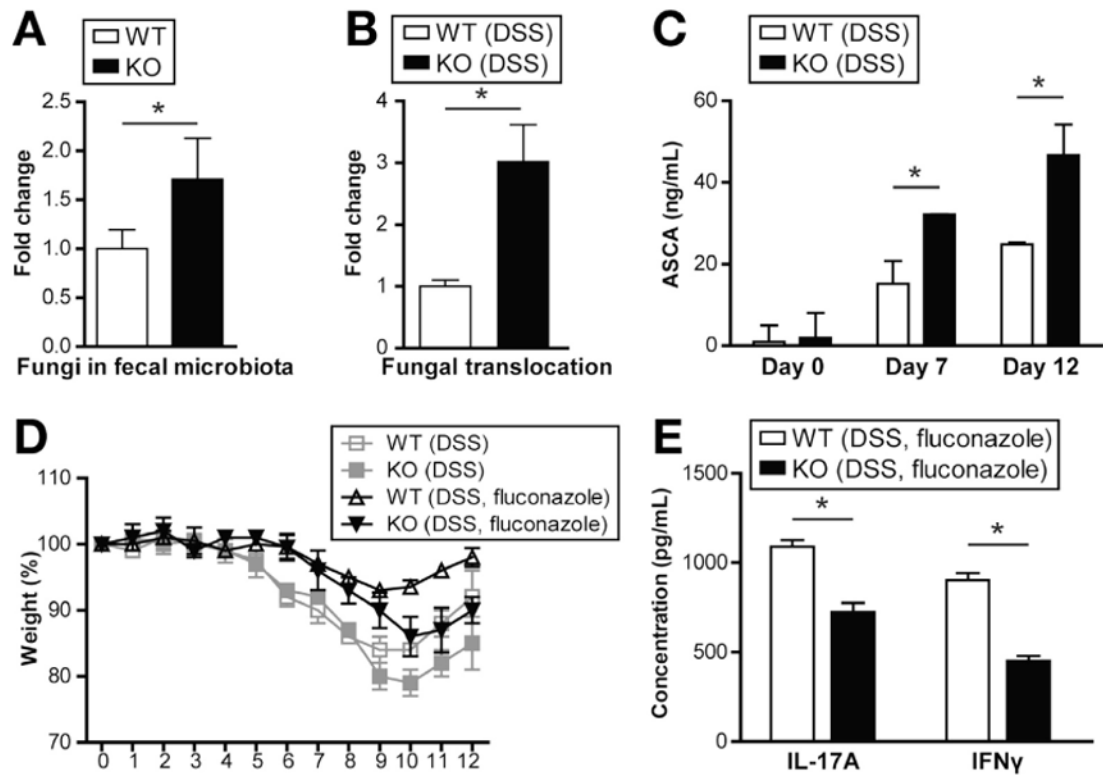 A
WT
KO
Fold change
2.5
2.0
1.5
1.0
0.5
0.0
*
Fungi in fecal microbiota
B
WT (DSS)
KO (DSS)
Fold change
4
3
2
1
0
*
Fungal translocation
C
WT (DSS)
KO (DSS)
ASCA (ng/mL)
60
40
20
0
*
*
Day 0 Day 7 Day 12
D
WT (DSS)
KO (DSS)
WT (DSS, fluconazole)
KO (DSS, fluconazole)
Weight (%)
110
100
90
80
70
0 1 2 3 4 5 6 7 8 9 10 11 12
E
WT (DSS, fluconazole)
KO (DSS, fluconazole)
Concentration (pg/mL)
1500
1000
500
0
*
*
IL-17A IFNγ